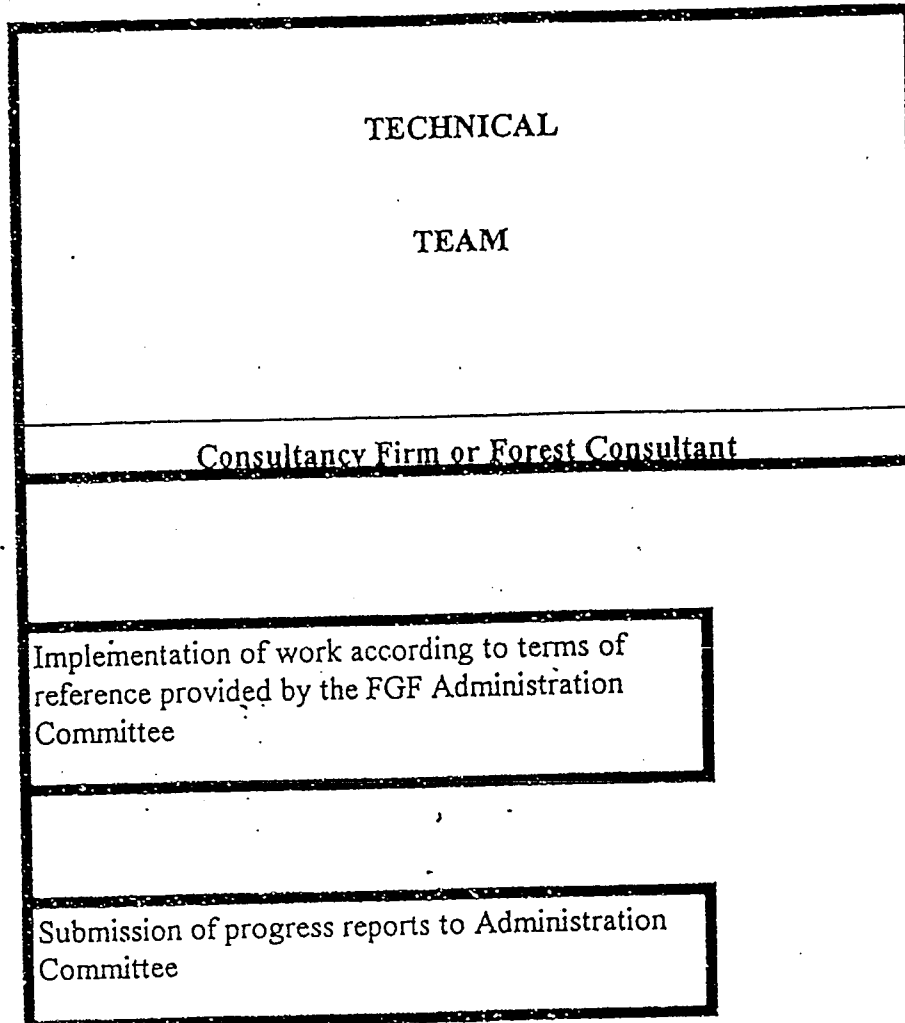 TECHNICAL
TEAM
Consultancy Firm or Forest Consultant
Implementation of work according to terms of
reference provided by the FGF Administration
Committee
Submission of progress reports to Administration
Committee